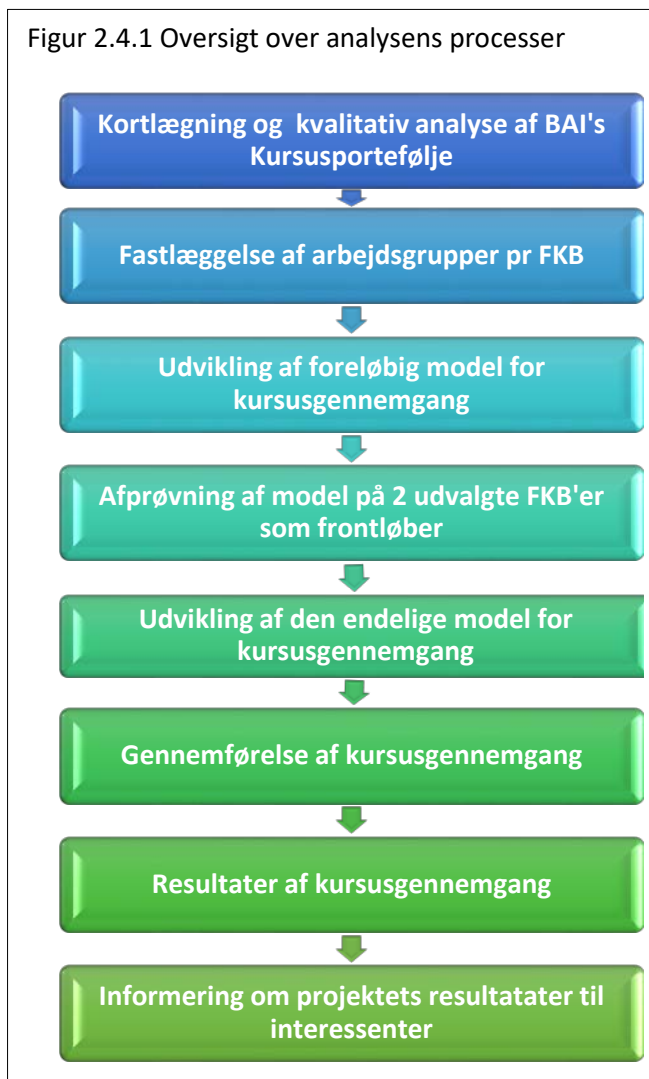 Figur 2.4.1 Oversigt over analysens processer
Kortlægning og kvalitativ analyse af BAI's
Kursusportefølje
Fastlæggelse af arbejdsgrupper pr FKB
Udvikling af foreløbig model for
kursusgennemgang
Afprøvning af model på 2 udvalgte FKB'er
som frontløber
Udvikling af den endelige model for
kursusgennemgang
Gennemførelse af kursusgennemgang
Resultater af kursusgennemgang
Informering om projektets resultatater til
interessenter